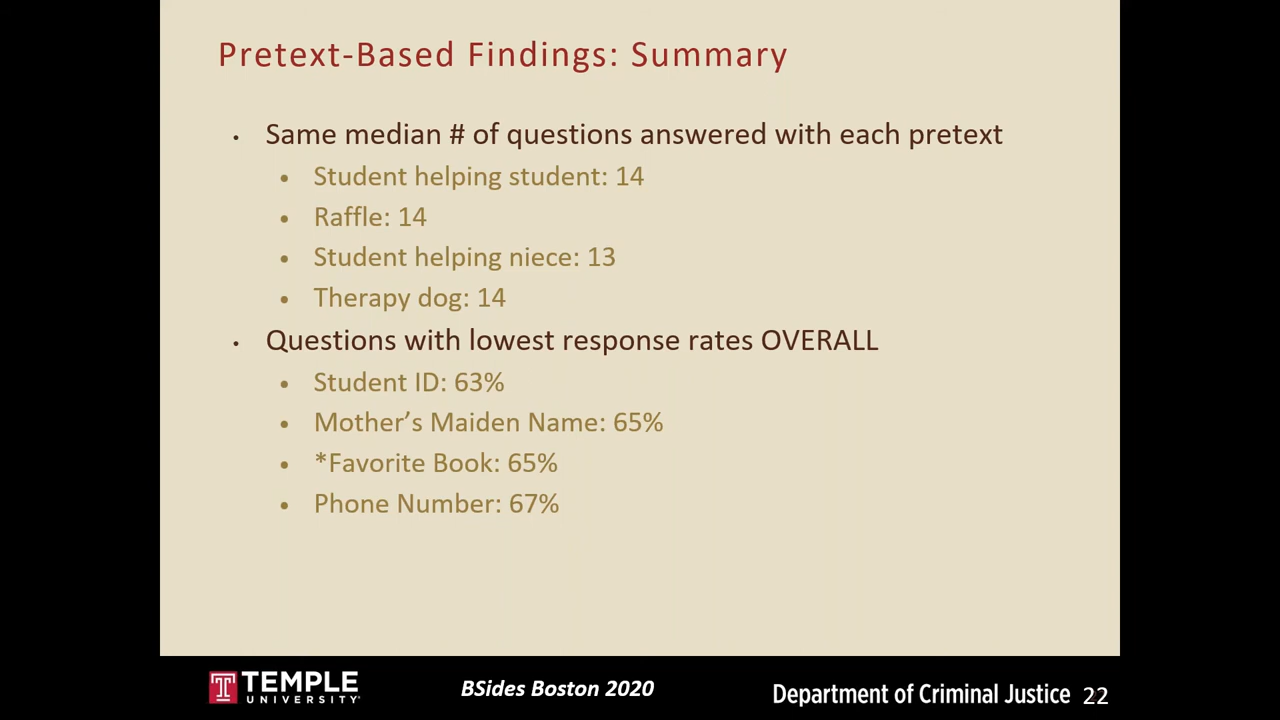 Pretext-Based Findings: Summary
• Same median # of questions answered with each pretext
• Student helping student: 14
• Raffle: 14
• Student helping niece: 13
• Therapy dog: 14
• Questions with lowest response rates OVERALL
• Student ID: 63%
• Mother’s Maiden Name: 65%
• *Favorite Book: 65%
• Phone Number: 67%
T TEMPLE
UNIVERSITY®
BSides Boston 2020
Department of Criminal Justice 22